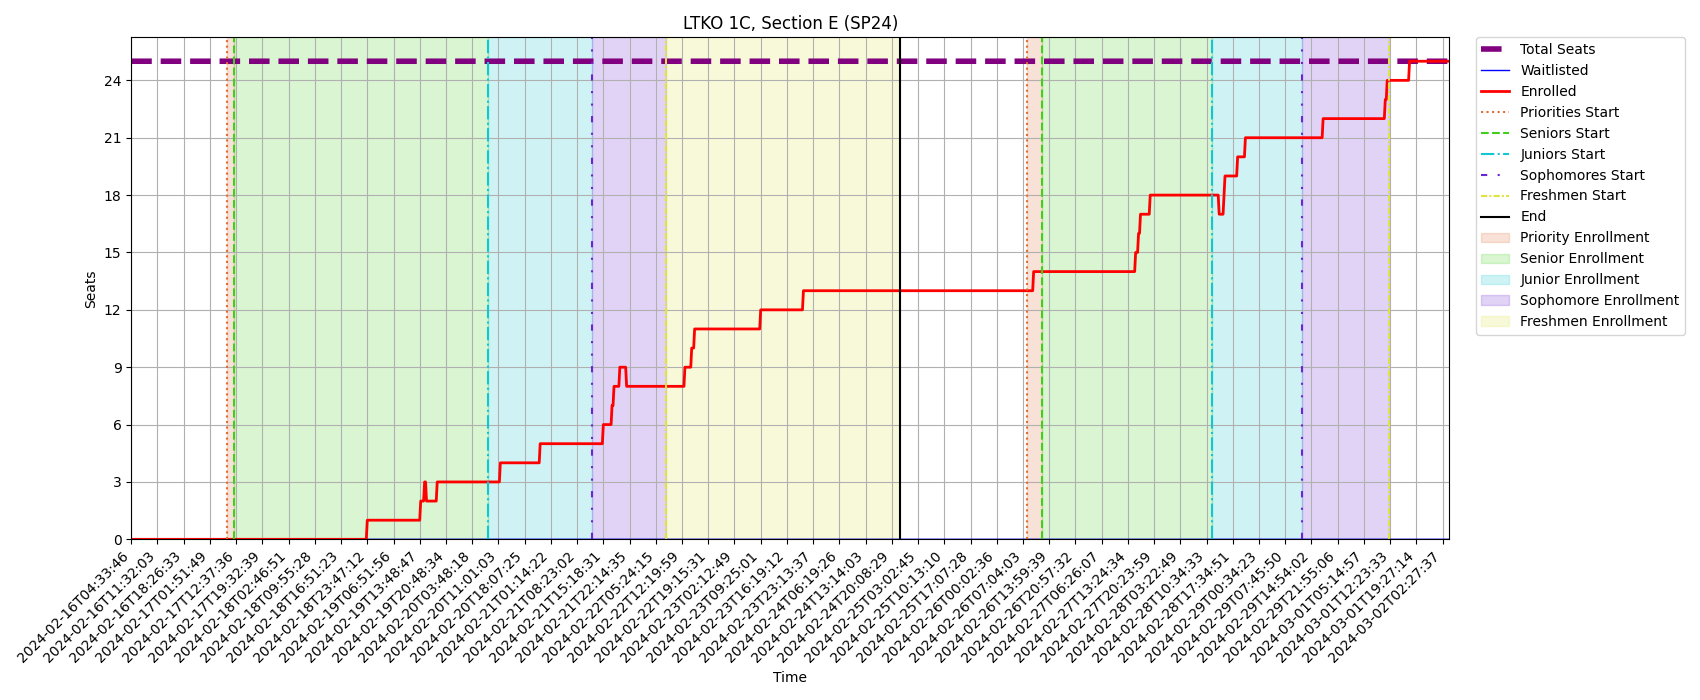 LTKO 1C, Section E (SP24)
Seats
24
21
18
15
12
9
6
3
0
2024-02-16T04:33:46
2024-02-16T11:32:03
2024-02-16T18:26:33
2024-02-17T01:51:49
2024-02-17T12:37:36
2024-02-17T19:32:39
2024-02-18T02:46:51
2024-02-18T09:55:28
2024-02-18T16:51:23
2024-02-18T23:47:12
2024-02-19T06:51:56
2024-02-19T13:48:47
2024-02-19T20:48:34
2024-02-20T03:48:18
2024-02-20T11:01:03
2024-02-20T18:07:25
2024-02-21T01:14:22
2024-02-21T08:23:02
2024-02-21T15:18:31
2024-02-21T22:14:35
2024-02-22T05:24:15
2024-02-22T12:19:59
2024-02-22T19:15:31
2024-02-23T02:12:49
2024-02-23T09:25:01
2024-02-23T16:19:12
2024-02-23T23:13:37
2024-02-24T06:19:26
2024-02-24T13:14:03
2024-02-24T20:08:29
2024-02-25T03:02:45
2024-02-25T10:13:10
2024-02-25T17:07:28
2024-02-26T00:02:36
2024-02-26T07:04:03
2024-02-26T13:59:39
2024-02-26T20:57:32
2024-02-27T06:26:07
2024-02-27T13:24:34
2024-02-27T20:23:59
2024-02-28T03:22:49
2024-02-28T10:34:33
2024-02-28T17:34:51
2024-02-29T00:34:23
2024-02-29T07:45:50
2024-02-29T14:54:02
2024-02-29T21:55:06
2024-03-01T05:14:57
2024-03-01T12:23:33
2024-03-01T19:27:14
2024-03-02T02:27:37
Time
Total Seats
Waitlisted
Enrolled
Priorities Start
Seniors Start
Juniors Start
Sophomores Start
Freshmen Start
End
Priority Enrollment
Senior Enrollment
Junior Enrollment
Sophomore Enrollment
Freshmen Enrollment